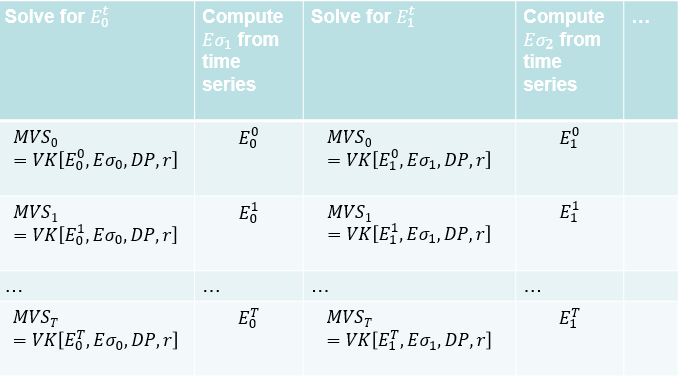 Solve for $E_0^t$ Compute $E\sigma_1$ from time series Solve for $E_1^t$ Compute $E\sigma_2$ from time series ...
$MVS_0$ $E_0^0$ $MVS_0$ $E_1^0$
$= VK[E_0^0, E\sigma_0, DP, r]$ $= VK[E_1^0, E\sigma_1, DP, r]$
$MVS_1$ $E_0^1$ $MVS_1$ $E_1^1$
$= VK[E_0^1, E\sigma_0, DP, r]$ $= VK[E_1^1, E\sigma_1, DP, r]$
... ... ... ...
$MVS_T$ $E_0^T$ $MVS_T$ $E_1^T$
$= VK[E_0^T, E\sigma_0, DP, r]$ $= VK[E_1^T, E\sigma_1, DP, r]$